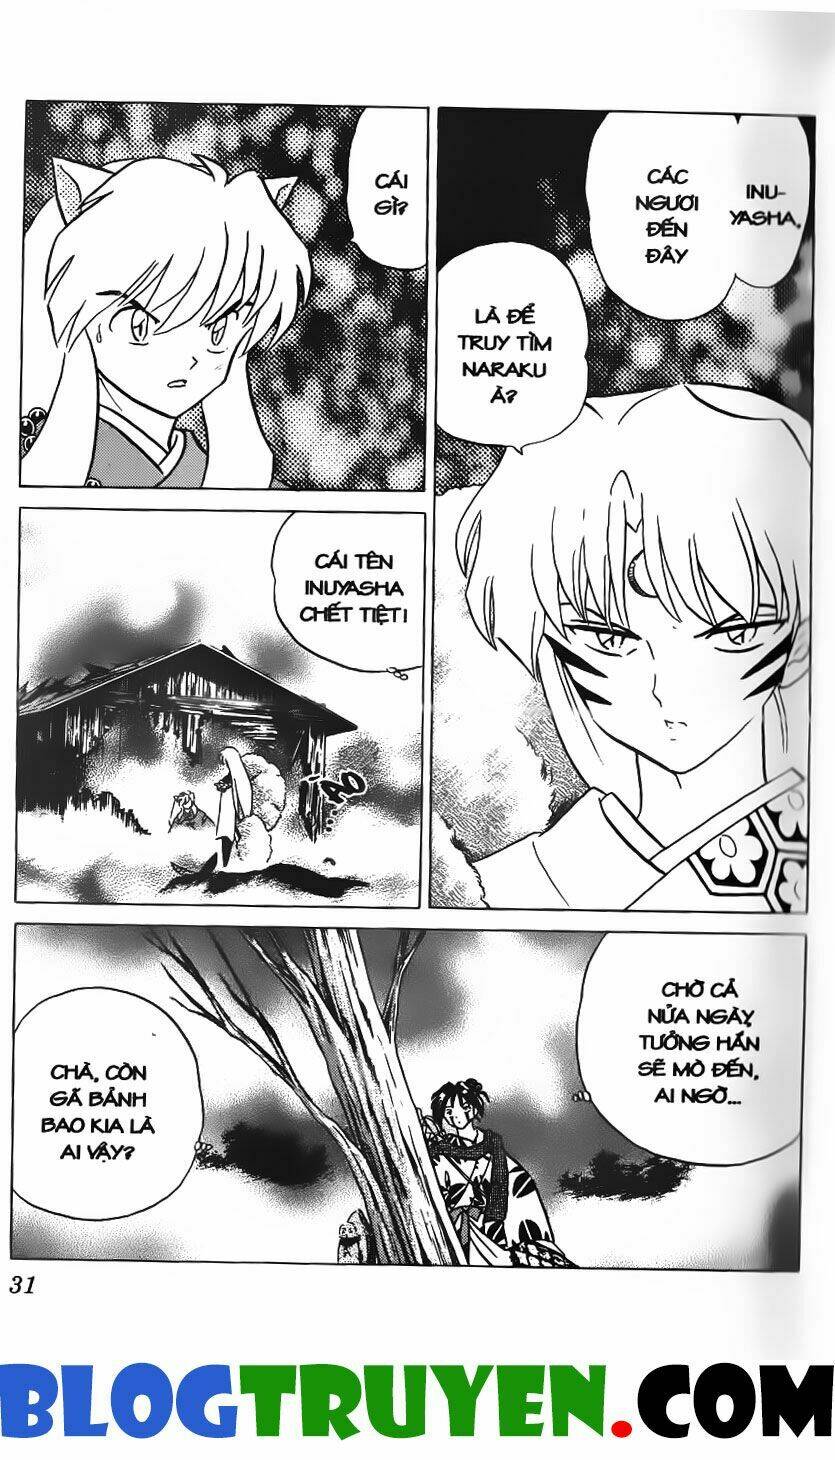 INU-
YASHA,
CÁC
NGƯƠI
ĐẾN
ĐÂY
LÀ ĐỂ
TRUY TÌM
NARAKU
À?
CÁI
GÌ?
CÁI TÊN
INUYASHA
CHẾT TIỆT!
ÀO
CHỜ CẢ
NỬA NGÀY,
TƯỞNG HẮN
SẼ MÒ ĐẾN,
AI NGỜ...
CHÀ, CÒN
GÃ BẢNH
BAO KIA LÀ
AI VẬY?
31
BLOGTRUYEN.COM